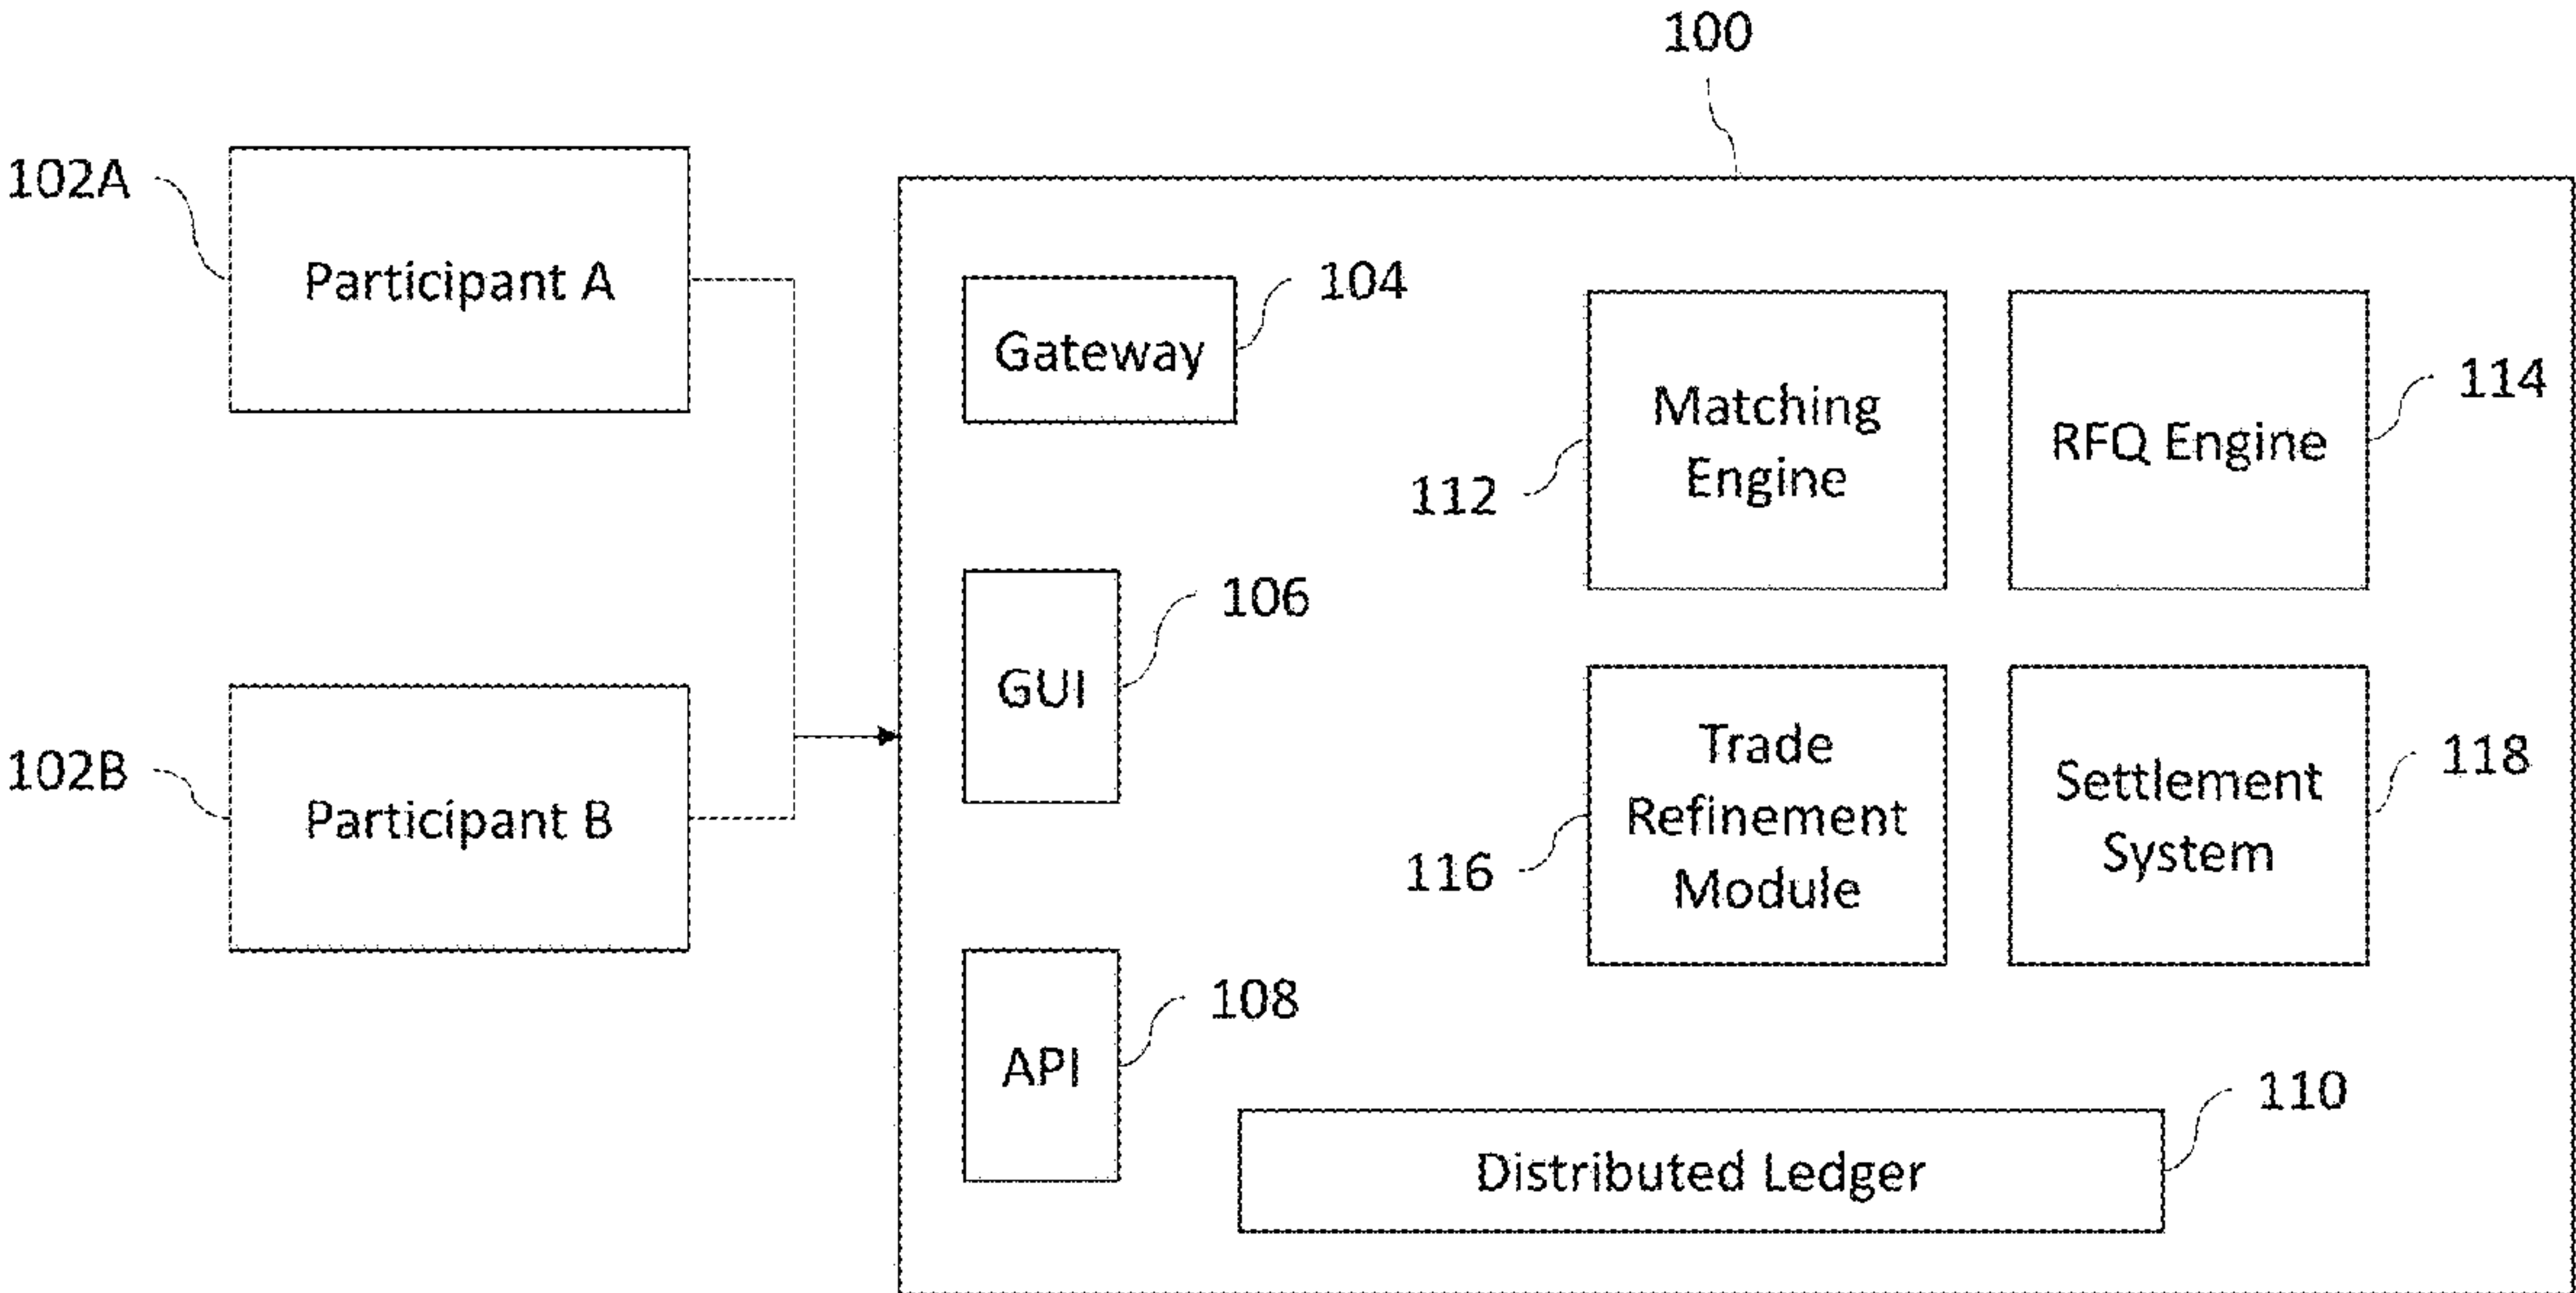 100
102A
Participant A
102B
Participant B
Gateway
104
GUI
106
API
108
Matching
Engine
112
RFQ Engine
114
Trade
Refinement
Module
116
Settlement
System
118
Distributed Ledger
110